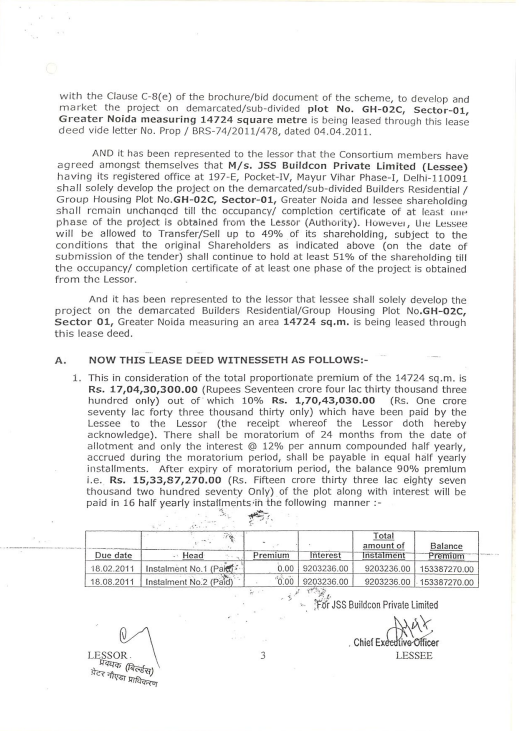 with the Clause C-8(e) of the brochure/bid document of the scheme, to develop and
market the project on demarcated/sub-divided plot No. GH-02C, Sector-01,
Greater Noida measuring 14724 square metre is being leased through this lease
deed vide letter No. Prop / BRS-74/2011/478, dated 04.04.2011.
AND it has been represented to the lessor that the Consortium members have
agreed amongst themselves that M/s. JSS Buildcon Private Limited (Lessee)
having its registered office at 197-E, Pocket-IV, Mayur Vihar Phase-I, Delhi-110091
shall solely develop the project on the demarcated/sub-divided Builders Residential /
Group Housing Plot No.GH-02C, Sector-01, Greater Noida and lessee shareholding
shall remain unchanged till the occupancy/ completion certificate of at least one
phase of the project is obtained from the Lessor (Authority). However, the Lessee
will be allowed to Transfer/Sell up to 49% of its shareholding, subject to the
conditions that the original Shareholders as indicated above (on the date of
submission of the tender) shall continue to hold at least 51% of the shareholding till
the occupancy/ completion certificate of at least one phase of the project is obtained
from the Lessor.
And it has been represented to the lessor that lessee shall solely develop the
project on the demarcated Builders Residential/Group Housing Plot No.GH-02C,
Sector 01, Greater Noida measuring an area 14724 sq.m. is being leased through
this lease deed.
A. NOW THIS LEASE DEED WITNESSETH AS FOLLOWS:-
1. This in consideration of the total proportionate premium of the 14724 sq.m. is
Rs. 17,04,30,300.00 (Rupees Seventeen crore four lac thirty thousand three
hundred only) out of which 10% Rs. 1,70,43,030.00 (Rs. One crore
seventy lac forty three thousand thirty only) which have been paid by the
Lessee to the Lessor (the receipt whereof the Lessor doth hereby
acknowledge). There shall be moratorium of 24 months from the date of
allotment and only the interest @ 12% per annum compounded half yearly,
accrued during the moratorium period, shall be payable in equal half yearly
installments. After expiry of moratorium period, the balance 90% premium
i.e. Rs. 15,33,87,270.00 (Rs. Fifteen crore thirty three lac eighty seven
thousand two hundred seventy Only) of the plot along with interest will be
paid in 16 half yearly installments in the following manner :-
Due date Head Premium Interest Total amount of Instalment Balance Premium
18.02.2011 Instalment No.1 (Paid) 0.00 9203236.00 9203236.00 153387270.00
18.08.2011 Instalment No.2 (Paid) 0.00 9203236.00 9203236.00 153387270.00
For JSS Buildcon Private Limited
Chief Executive Officer
LESSOR 3 LESSEE
प्रबन्धक (बिल्डर्स)
ग्रेटर नौएडा प्राधिकरण